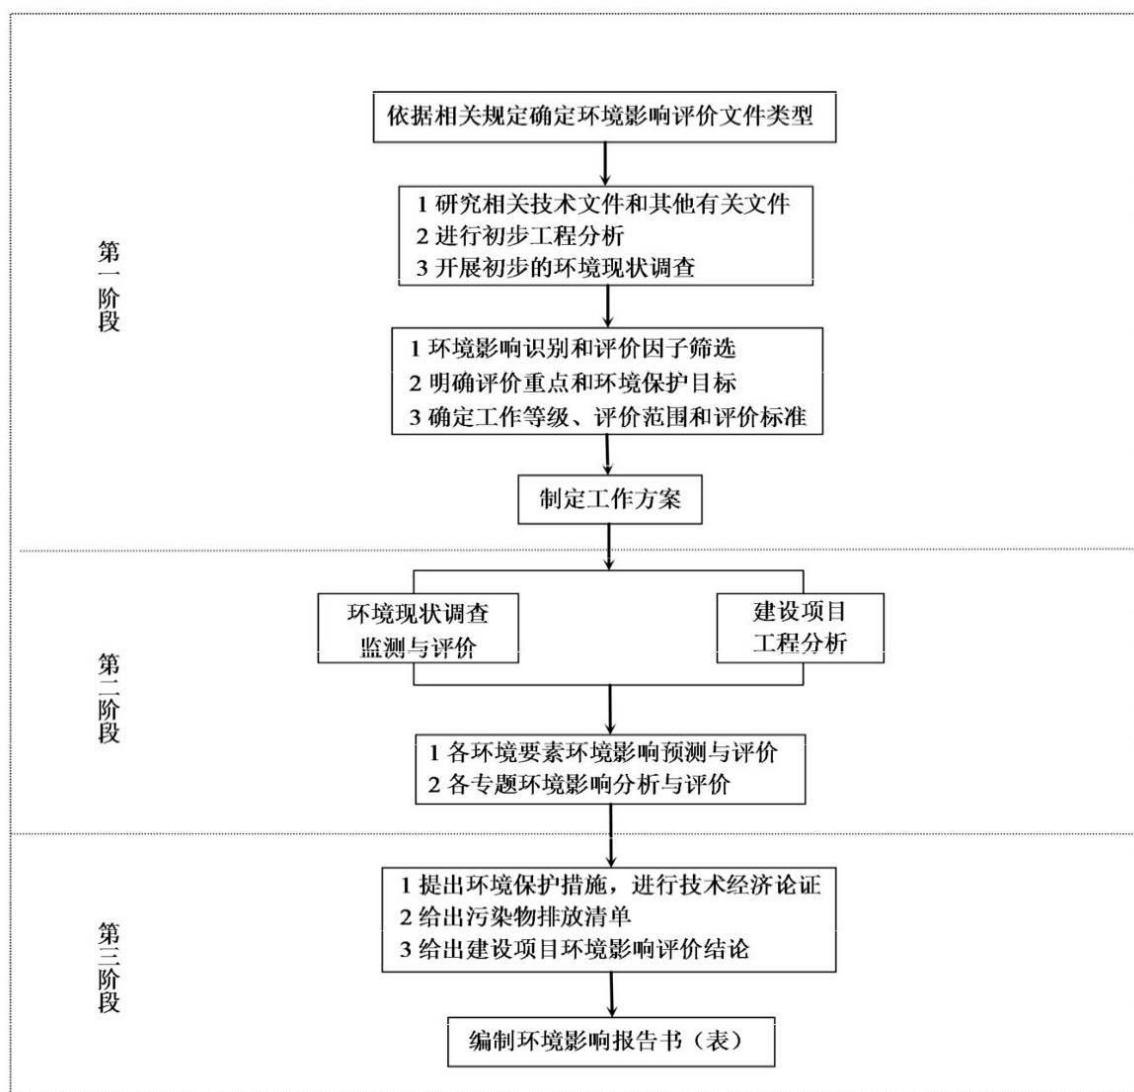 依据相关规定确定环境影响评价文件类型
第一阶段
1 研究相关技术文件和其他有关文件
2 进行初步工程分析
3 开展初步的环境现状调查
1 环境影响识别和评价因子筛选
2 明确评价重点和环境保护目标
3 确定工作等级、评价范围和评价标准
制定工作方案
第二阶段
环境现状调查
监测与评价
建设项目
工程分析
1 各环境要素环境影响预测与评价
2 各专题环境影响分析与评价
第三阶段
1 提出环境保护措施，进行技术经济论证
2 给出污染物排放清单
3 给出建设项目环境影响评价结论
编制环境影响报告书（表）